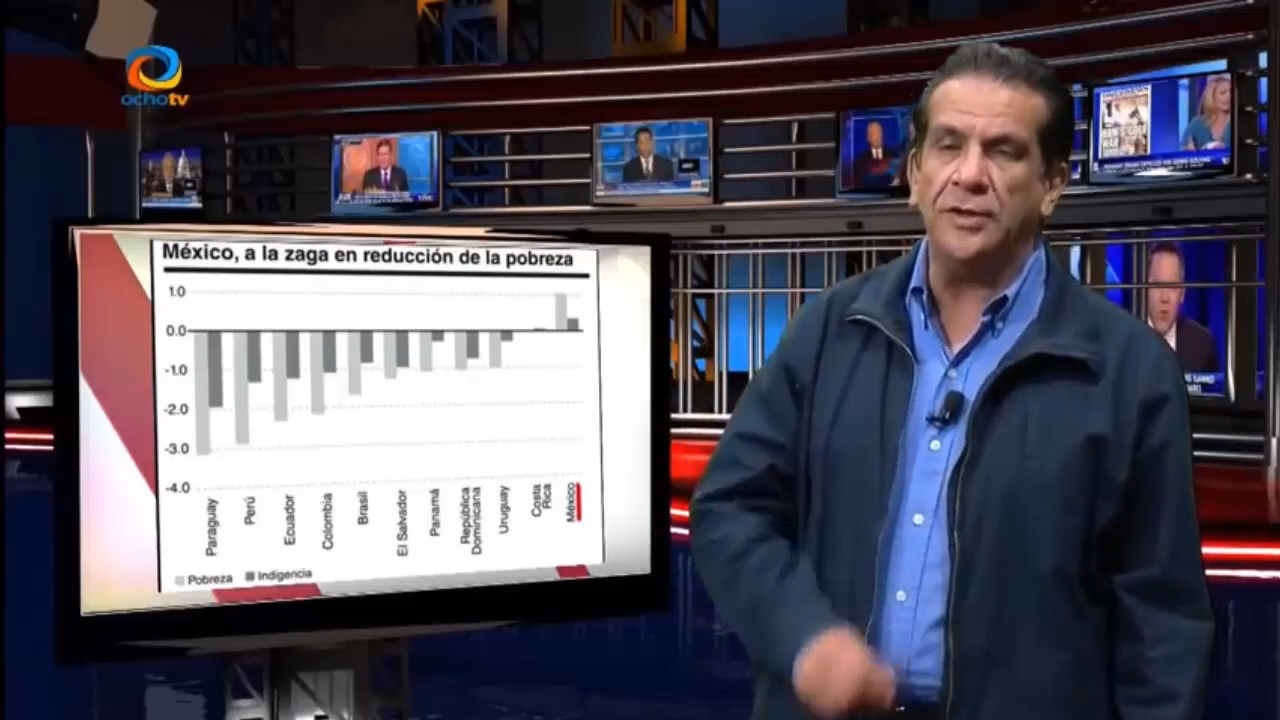 ochotv
México, a la zaga en reducción de la pobreza
1.0
0.0
-1.0
-2.0
-3.0
-4.0
Paraguay
Perú
Ecuador
Colombia
Brasil
El Salvador
Panamá
República
Dominicana
Uruguay
Costa
Rica
México
Pobreza
Indigencia